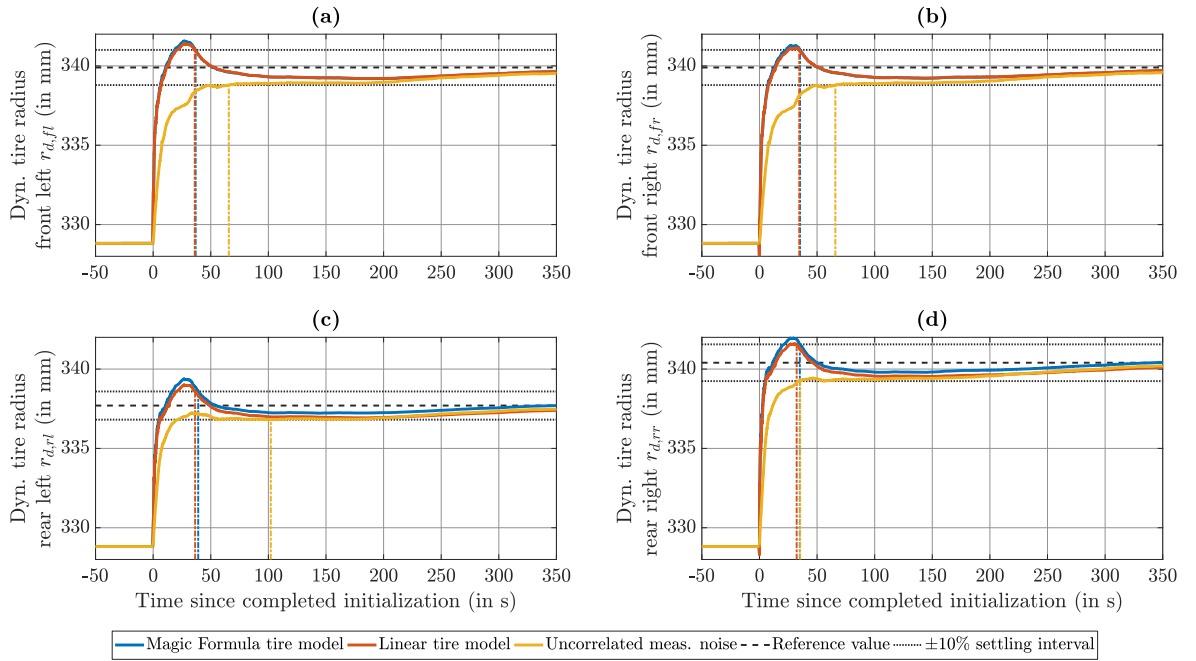 (a)
Dyn. tire radius
front left r_{d,fl} (in mm)
340
335
330
-50 0 50 100 150 200 250 300 350
(b)
Dyn. tire radius
front right r_{d,fr} (in mm)
340
335
330
-50 0 50 100 150 200 250 300 350
(c)
Dyn. tire radius
rear left r_{d,rl} (in mm)
340
335
330
-50 0 50 100 150 200 250 300 350
Time since completed initialization (in s)
(d)
Dyn. tire radius
rear right r_{d,rr} (in mm)
340
335
330
-50 0 50 100 150 200 250 300 350
Time since completed initialization (in s)
Magic Formula tire model Linear tire model Uncorrelated meas. noise Reference value ±10% settling interval